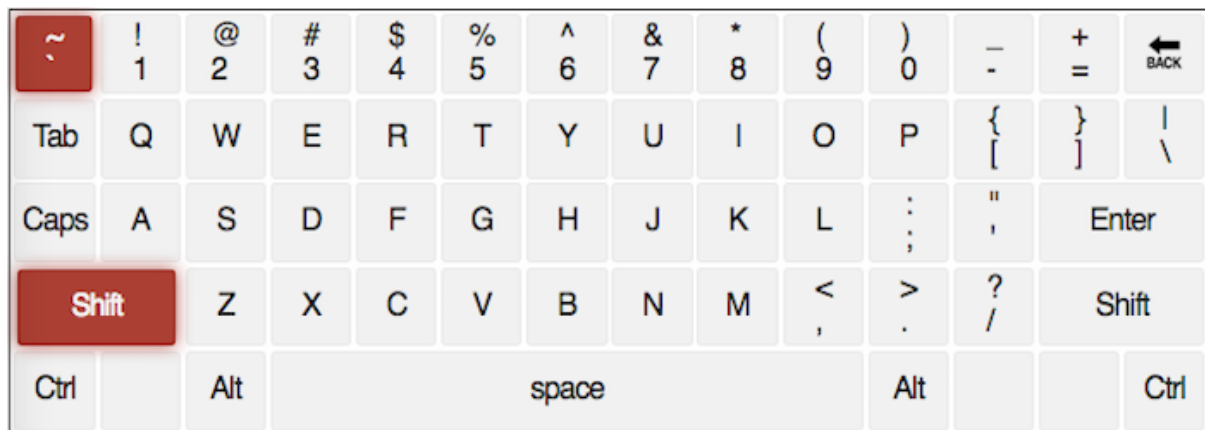 ~ ! @ # $ % ^ & * ( ) _ +
` 1 2 3 4 5 6 7 8 9 0 - = BACK
Tab Q W E R T Y U I O P { } |
[ ] \
Caps A S D F G H J K L : " Enter
; '
Shift Z X C V B N M < > ? Shift
, . /
Ctrl Alt space Alt Ctrl